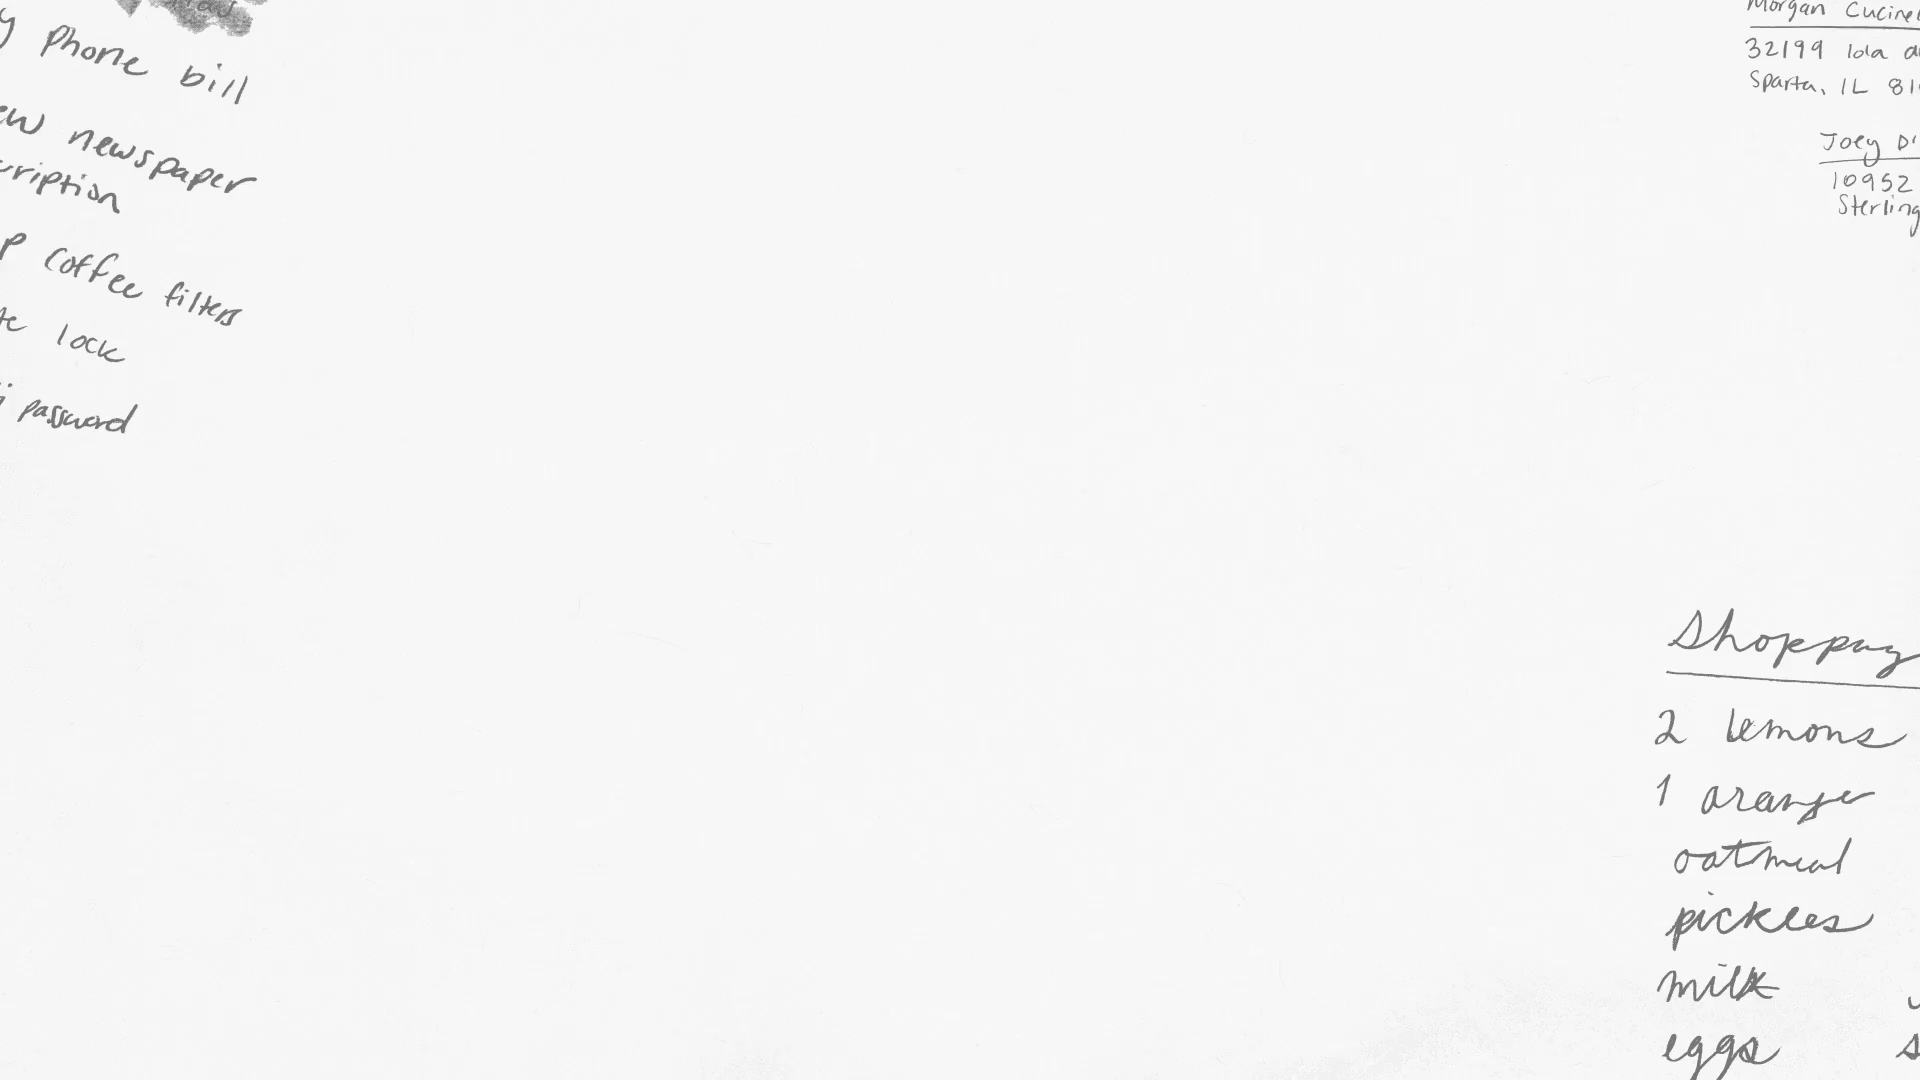 phone bill
newspaper
coffee filters
lock
password
Morgan
32199 Iola
Sparta, IL
Joey
10952
Sterling
Shopping
2 lemons
1 orange
oatmeal
pickles
milk
eggs